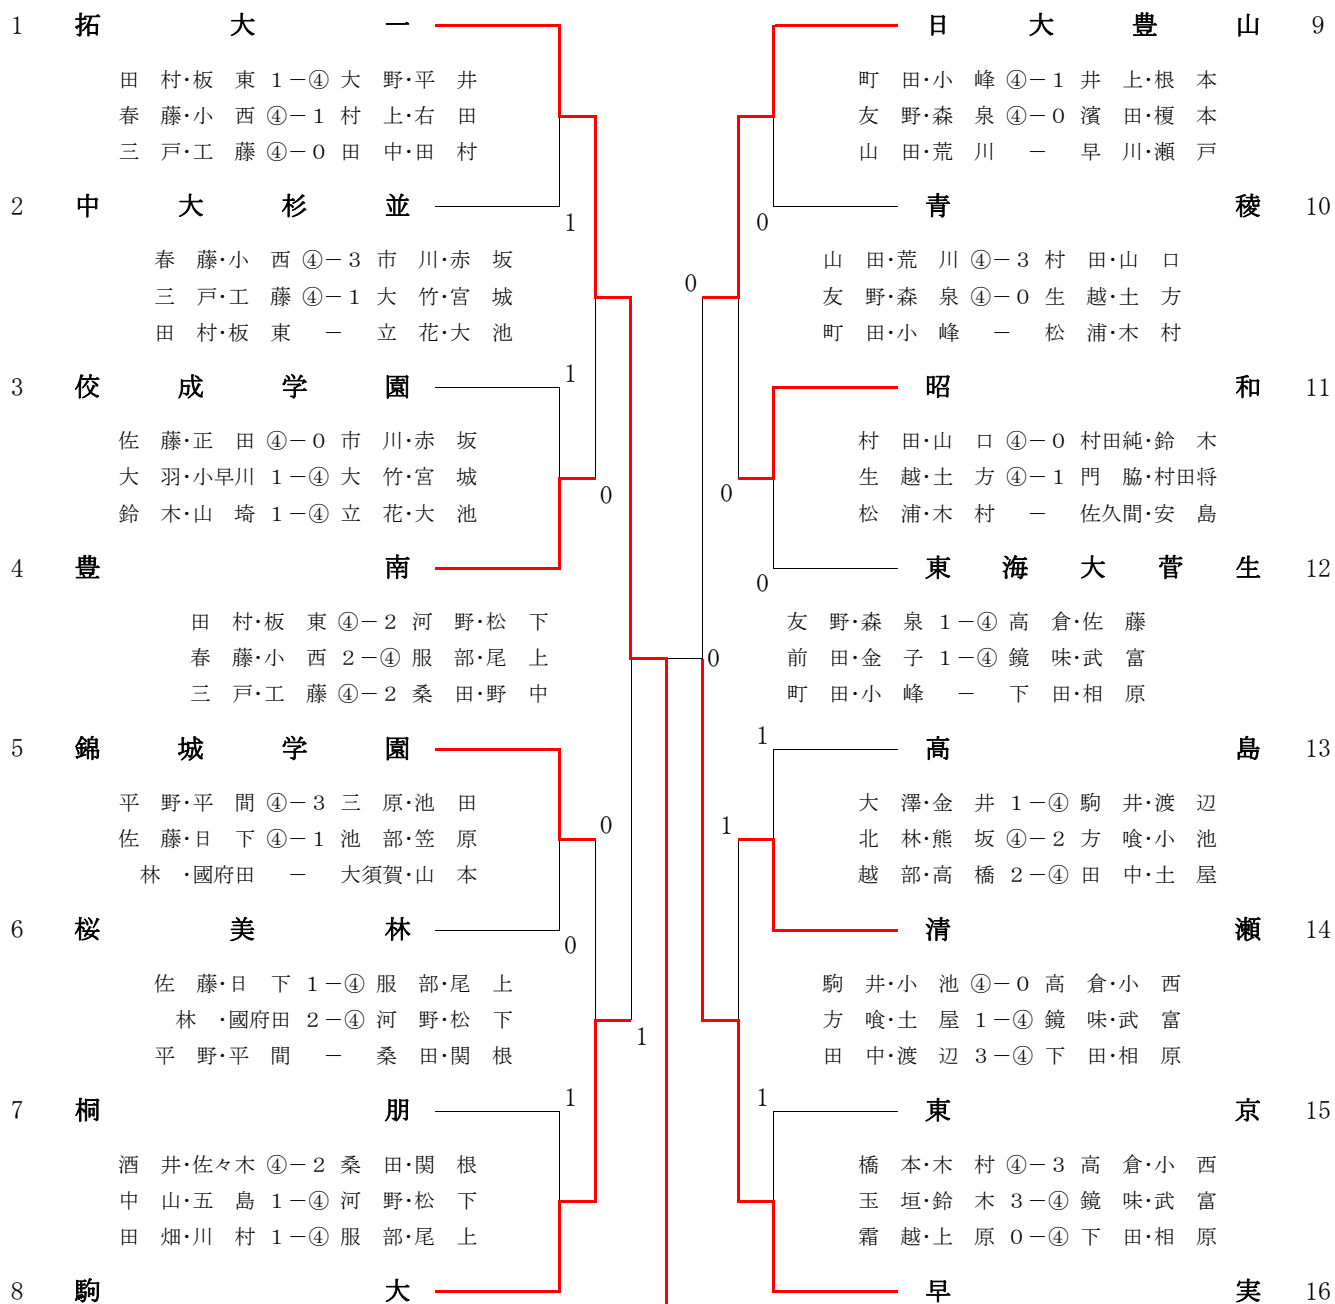 1 拓大一
田村・板東 1－④ 大野・平井
春藤・小西 ④－1 村上・右田
三戸・工藤 ④－0 田中・田村
2 中大杉並
1
春藤・小西 ④－3 市川・赤坂
三戸・工藤 ④－1 大竹・宮城
田村・板東 － 立花・大池
1
3 佼成学園
佐藤・正田 ④－0 市川・赤坂
大羽・小早川 1－④ 大竹・宮城
鈴木・山埼 1－④ 立花・大池
0
4 豊南
田村・板東 ④－2 河野・松下
春藤・小西 2－④ 服部・尾上
三戸・工藤 ④－2 桑田・野中
5 錦城学園
平野・平間 ④－3 三原・池田
佐藤・日下 ④－1 池部・笠原
林・國府田 － 大須賀・山本
0
6 桜美林
0
佐藤・日下 1－④ 服部・尾上
林・國府田 2－④ 河野・松下
平野・平間 － 桑田・関根
1
7 桐朋
1
酒井・佐々木 ④－2 桑田・関根
中山・五島 1－④ 河野・松下
田畑・川村 1－④ 服部・尾上
8 駒大
日大豊山 9
町田・小峰 ④－1 井上・根本
友野・森泉 ④－0 濱田・榎本
山田・荒川 － 早川・瀬戸
青稜 10
0
山田・荒川 ④－3 村田・山口
友野・森泉 ④－0 生越・土方
町田・小峰 － 松浦・木村
0
昭和 11
村田・山口 ④－0 村田純・鈴木
生越・土方 ④－1 門脇・村田将
松浦・木村 － 佐久間・安島
0
東海大菅生 12
0
友野・森泉 1－④ 高倉・佐藤
前田・金子 1－④ 鏡味・武富
町田・小峰 － 下田・相原
0
1
高島 13
大澤・金井 1－④ 駒井・渡辺
北林・熊坂 ④－2 方喰・小池
越部・高橋 2－④ 田中・土屋
1
清瀬 14
駒井・小池 ④－0 高倉・小西
方喰・土屋 1－④ 鏡味・武富
田中・渡辺 3－④ 下田・相原
1
東京 15
橋本・木村 ④－3 高倉・小西
玉垣・鈴木 3－④ 鏡味・武富
霜越・上原 0－④ 下田・相原
早実 16